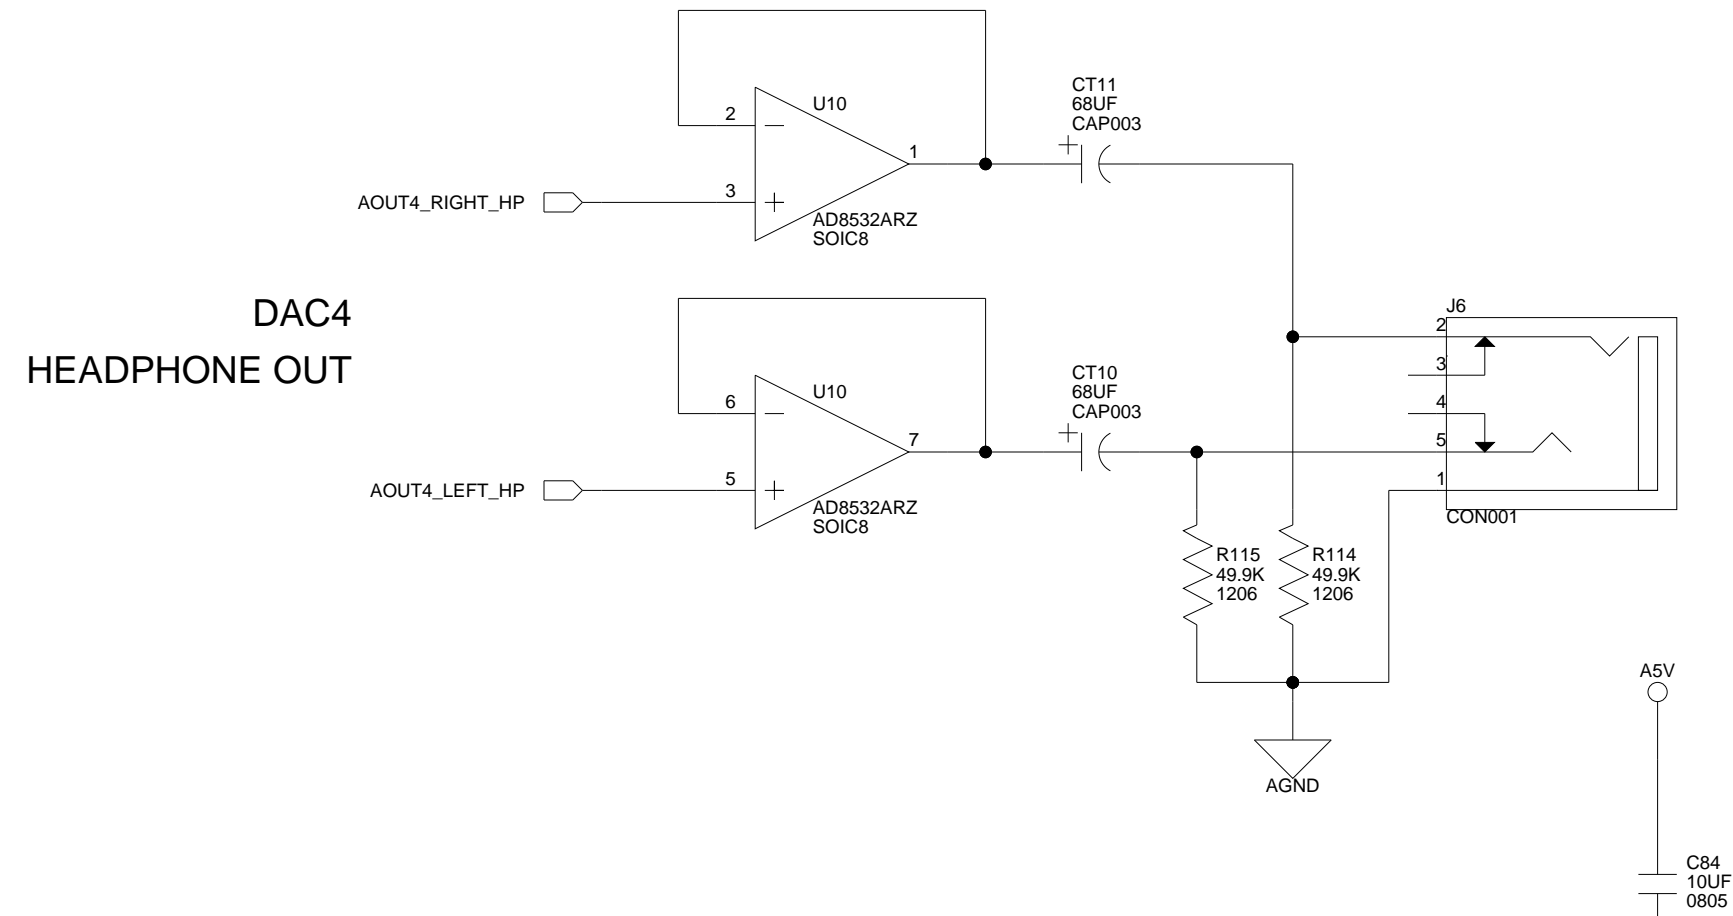 CT11
68UF
CAP003
U10
2
-
1
+
3
+
AOUT4_RIGHT_HP
AD8532ARZ
SOIC8
DAC4
HEADPHONE OUT
J6
2
3
4
5
1
CON001
CT10
68UF
CAP003
U10
6
-
7
+
5
+
AOUT4_LEFT_HP
AD8532ARZ
SOIC8
R115
49.9K
1206
R114
49.9K
1206
AGND
A5V
C84
10UF
0805